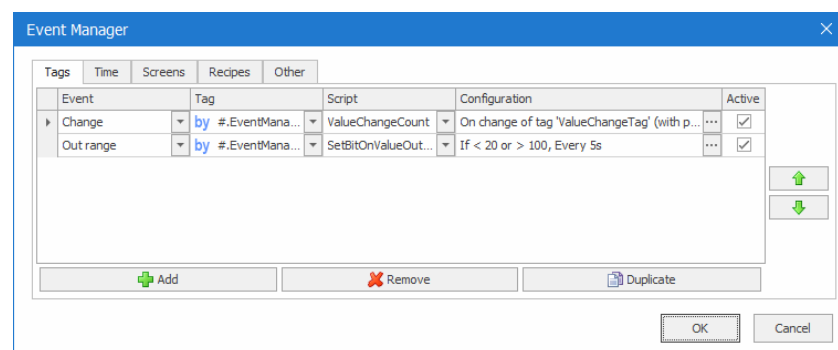 Event Manager
Tags Time Screens Recipes Other
Event Tag Script Configuration Active
Change by #.EventMana... ValueChangeCount On change of tag 'ValueChangeTag' (with p... ...
Out range by #.EventMana... SetBitOnValueOut... If < 20 or > 100, Every 5s ...
Add Remove Duplicate
OK Cancel